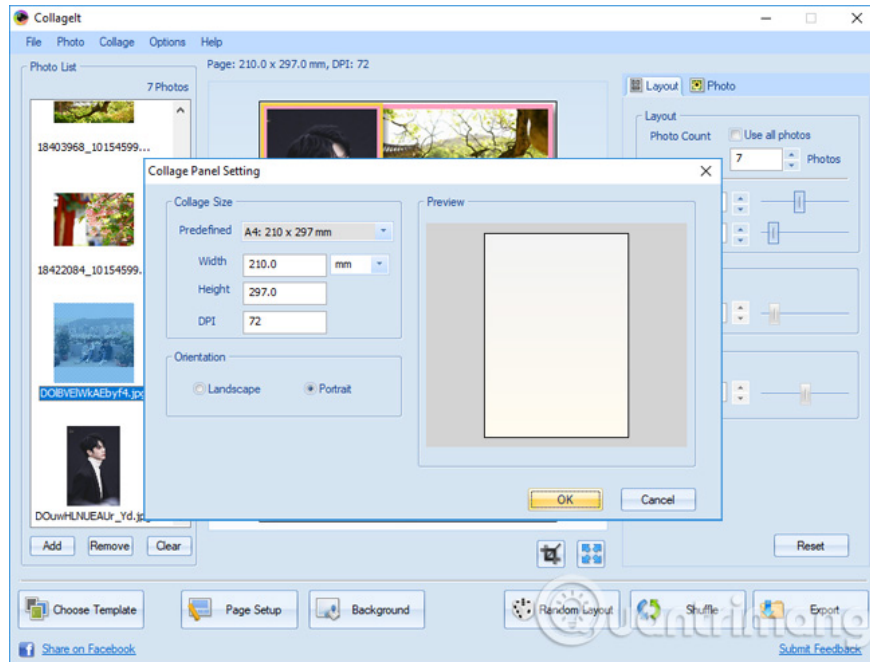 CollageIt
File Photo Collage Options Help
Photo List
Page: 210.0 x 297.0 mm, DPI: 72
7 Photos
Layout Photo
Layout
Photo Count Use all photos
7 Photos
18403968_10154599...
18422084_10154599.
DOlBVElWkAEbyf4.jpg
DOuwHLNUEAUr_Yd.jpg
Collage Panel Setting
Collage Size
Predefined A4: 210 x 297 mm
Width 210.0 mm
Height 297.0
DPI 72
Orientation
Landscape Portrait
Preview
OK Cancel
Add Remove Clear
Reset
Choose Template Page Setup Background Random Layout Shuffle Export
Quantrimang
Share on Facebook Submit Feedback